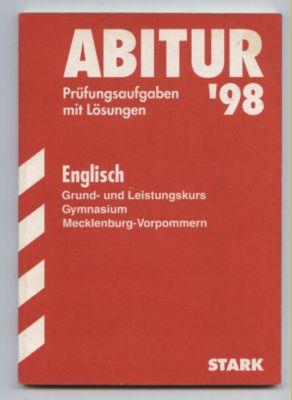 ABITUR
Prüfungsaufgaben '98
mit Lösungen
Englisch
Grund- und Leistungskurs
Gymnasium
Mecklenburg-Vorpommern
STARK